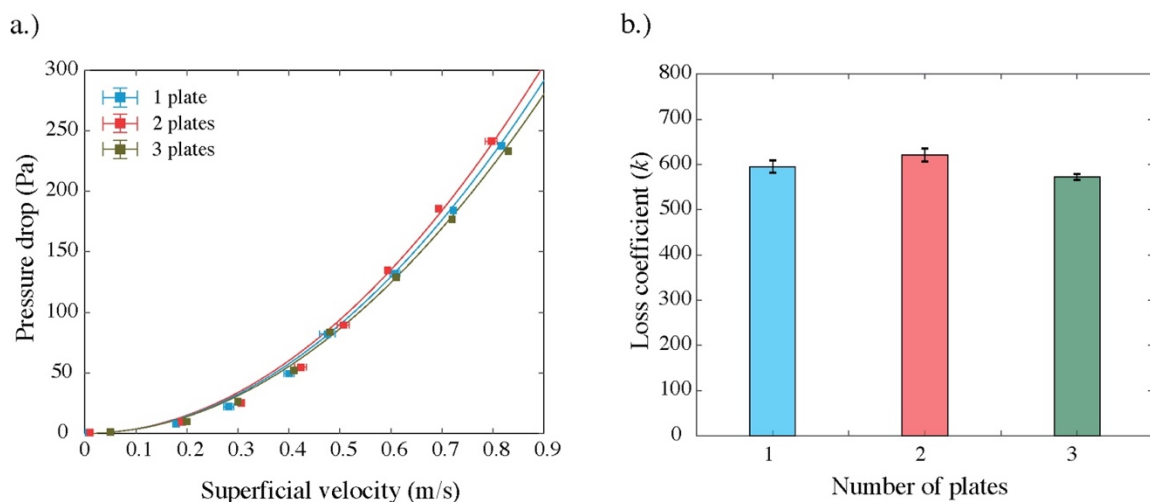 a.)
300
250
200
150
100
50
0
Pressure drop (Pa)
1 plate
2 plates
3 plates
0 0.1 0.2 0.3 0.4 0.5 0.6 0.7 0.8 0.9
Superficial velocity (m/s)
b.)
800
700
600
500
400
300
200
100
0
Loss coefficient (k)
1 2 3
Number of plates